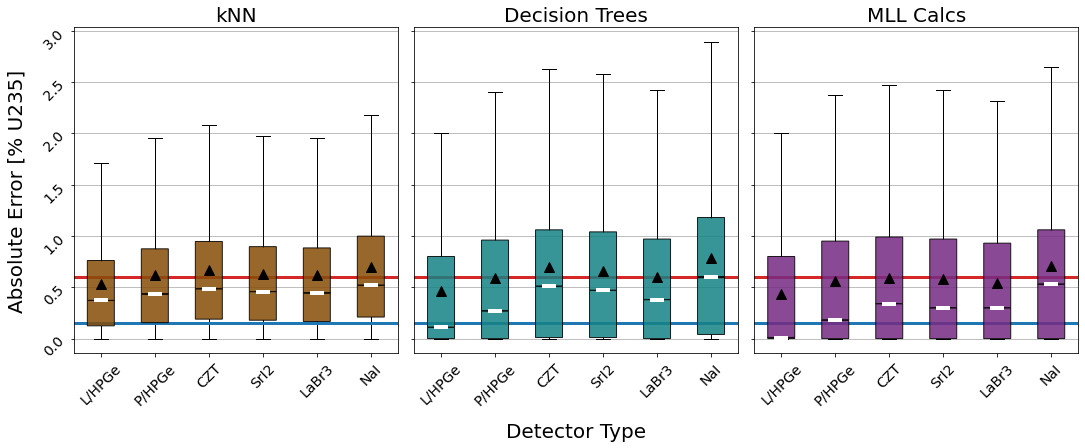 kNN
Decision Trees
MLL Calcs
Absolute Error [% U235]
3.0
2.5
2.0
1.5
1.0
0.5
0.0
L/HPGe
P/HPGe
CZT
SrI2
LaBr3
NaI
L/HPGe
P/HPGe
CZT
SrI2
LaBr3
NaI
L/HPGe
P/HPGe
CZT
SrI2
LaBr3
NaI
Detector Type